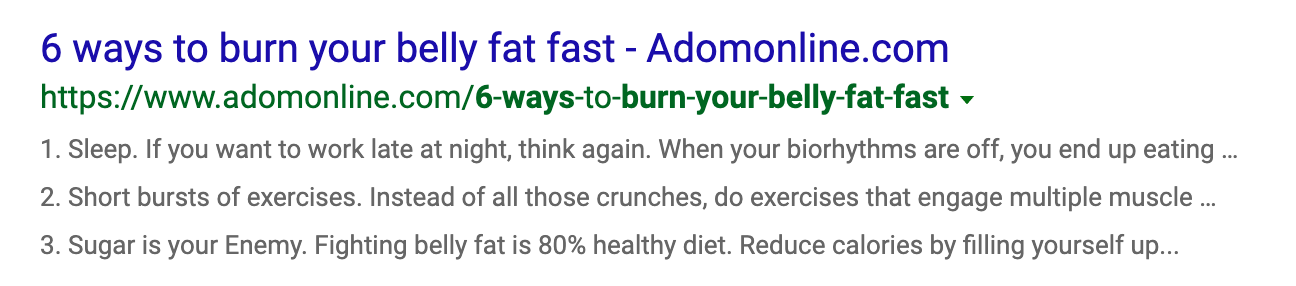 6 ways to burn your belly fat fast - Adomonline.com
https://www.adomonline.com/6-ways-to-burn-your-belly-fat-fast
1. Sleep. If you want to work late at night, think again. When your biorhythms are off, you end up eating ...
2. Short bursts of exercises. Instead of all those crunches, do exercises that engage multiple muscle ...
3. Sugar is your Enemy. Fighting belly fat is 80% healthy diet. Reduce calories by filling yourself up...